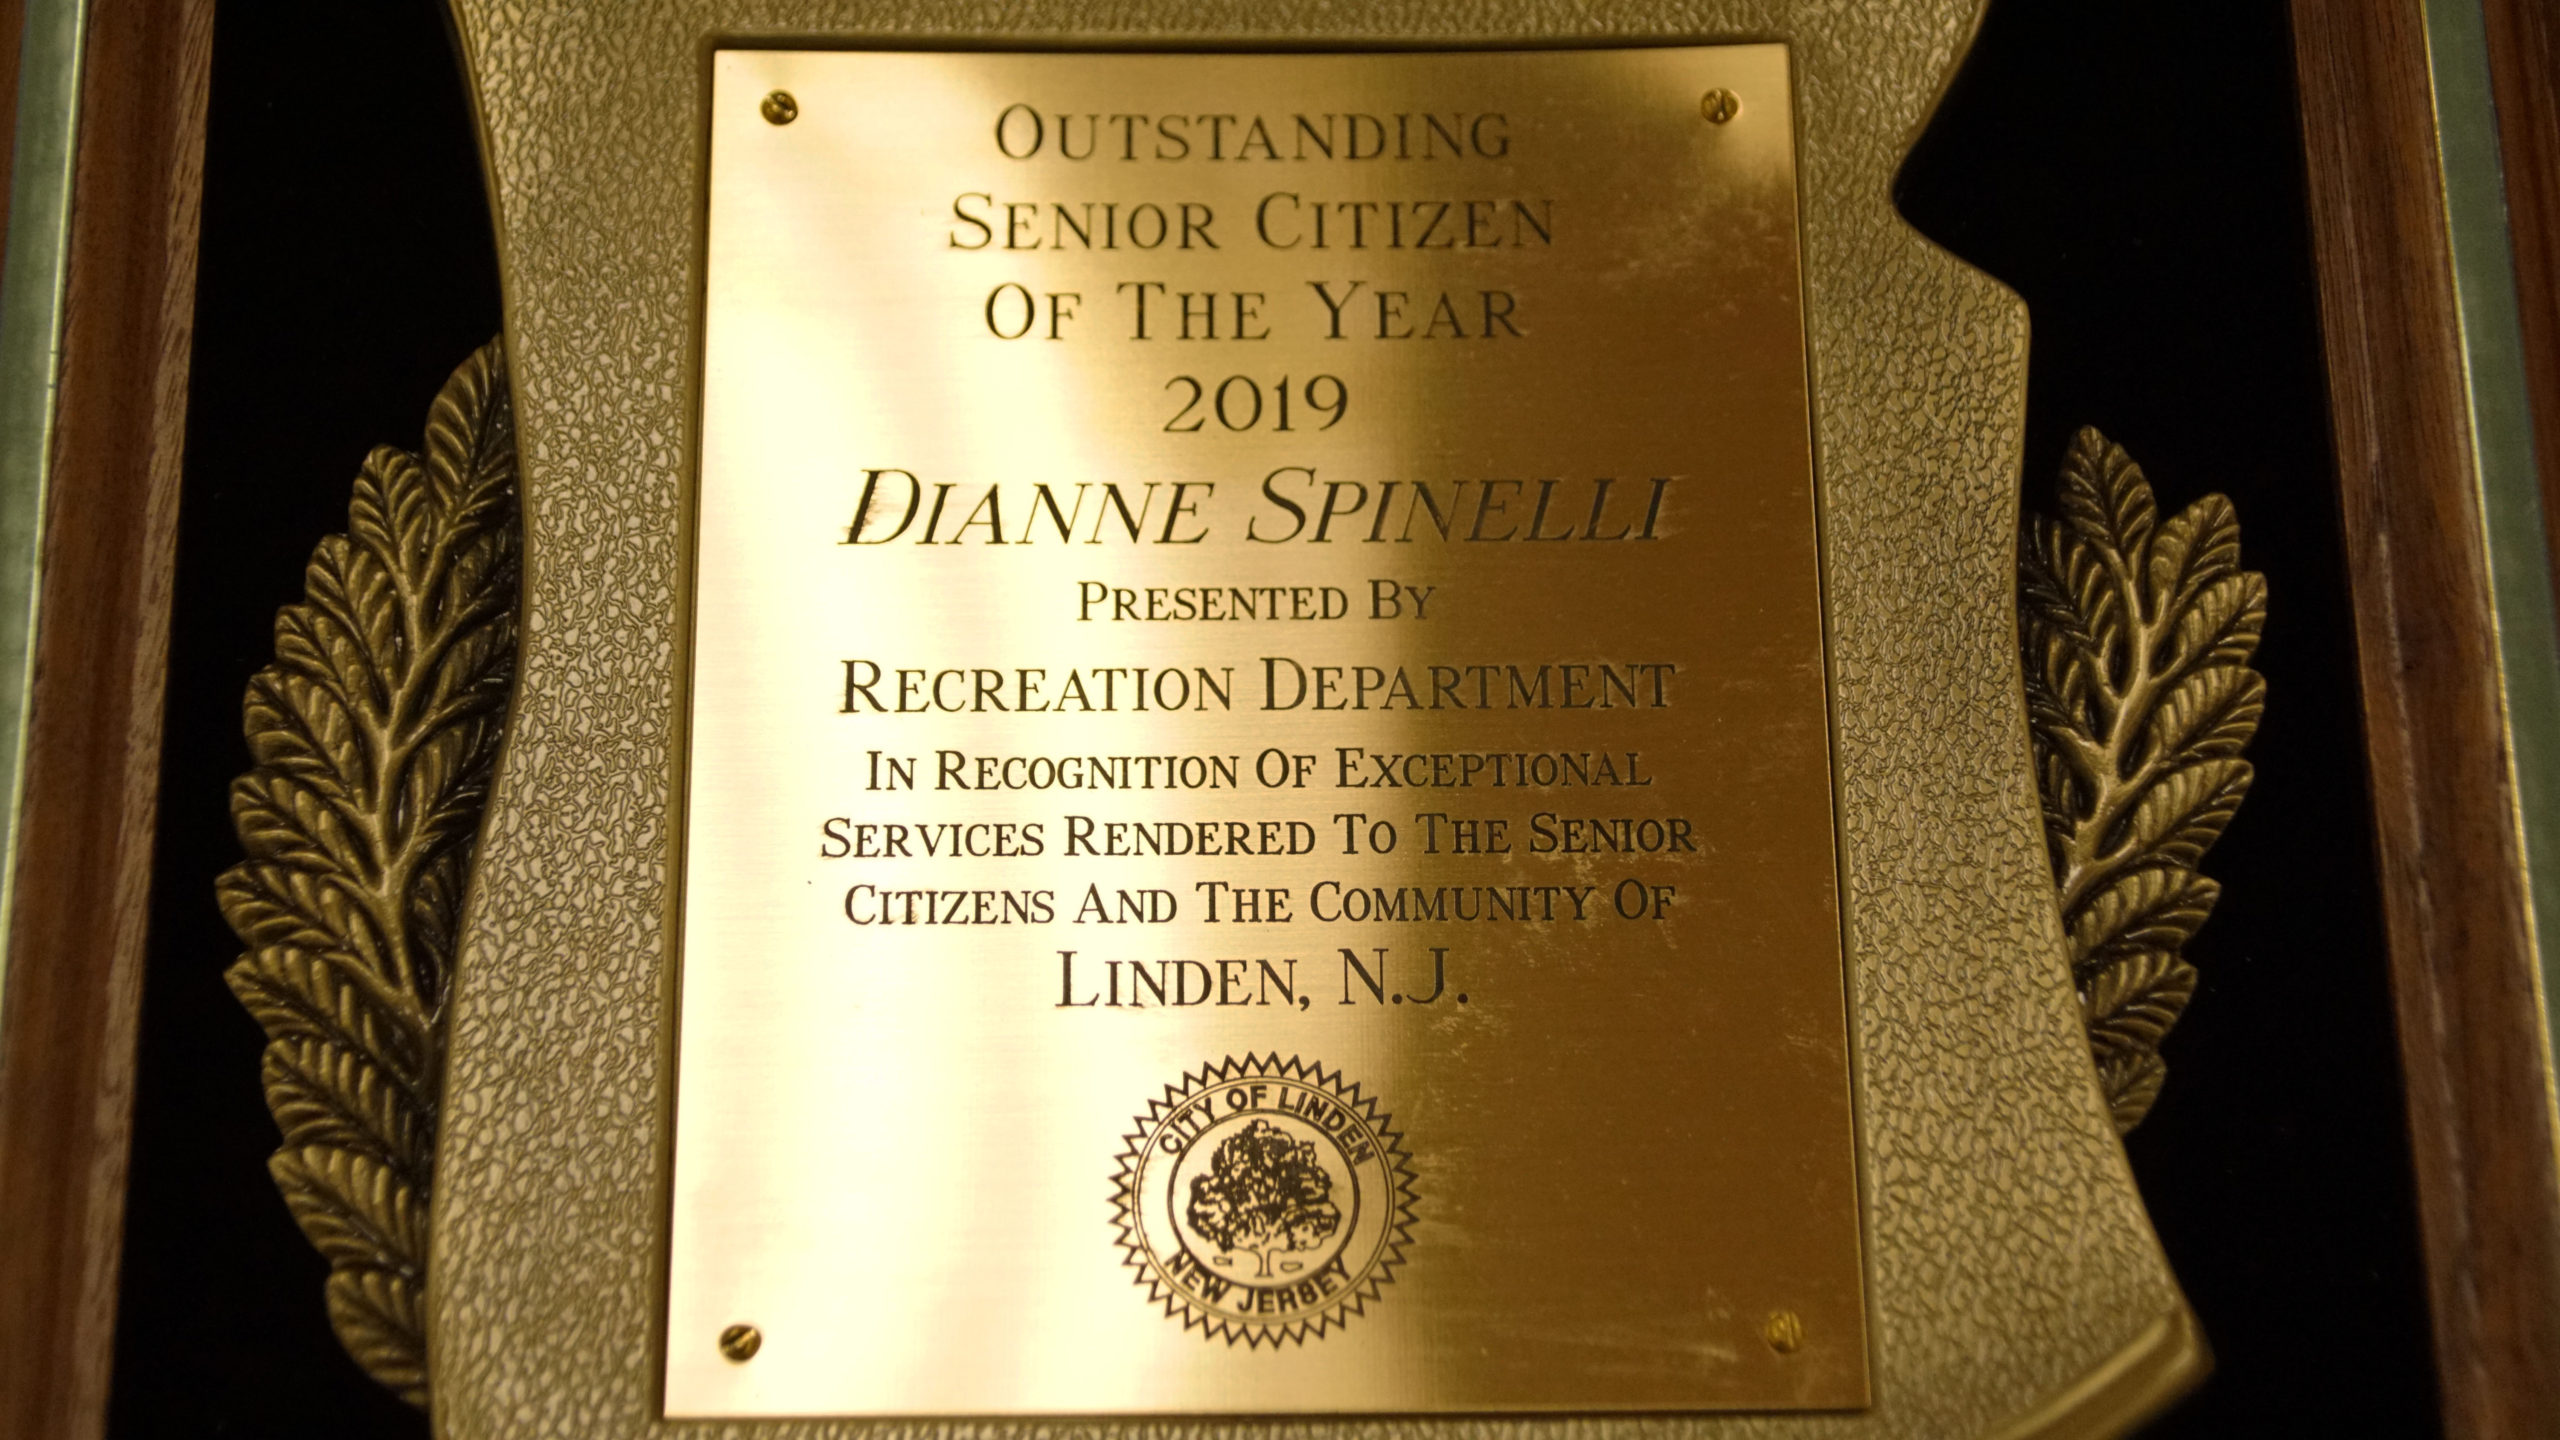 OUTSTANDING
SENIOR CITIZEN
OF THE YEAR
2019
DIANNE SPINELLI
PRESENTED BY
RECREATION DEPARTMENT
IN RECOGNITION OF EXCEPTIONAL
SERVICES RENDERED TO THE SENIOR
CITIZENS AND THE COMMUNITY OF
LINDEN, N.J.
CITY OF LINDEN
NEW JERSEY